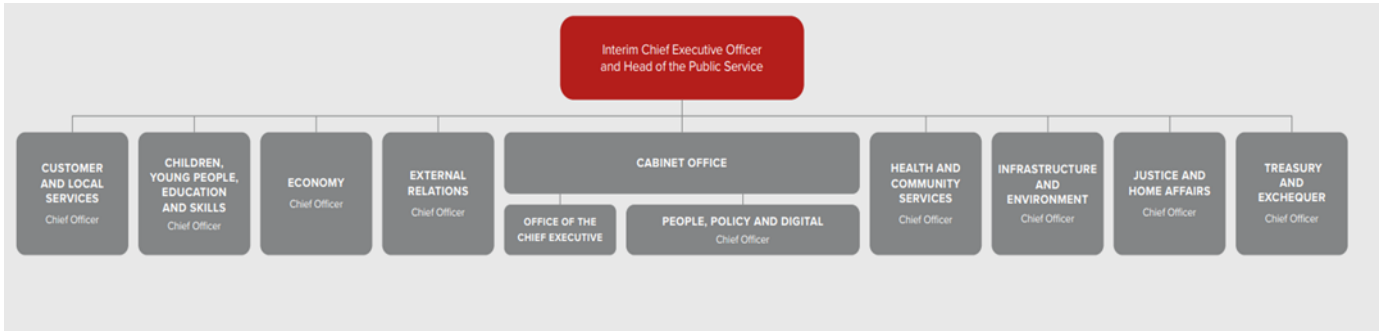 Interim Chief Executive Officer
and Head of the Public Service
CUSTOMER
AND LOCAL
SERVICES
Chief Officer
CHILDREN,
YOUNG PEOPLE,
EDUCATION
AND SKILLS
Chief Officer
ECONOMY
Chief Officer
EXTERNAL
RELATIONS
Chief Officer
CABINET OFFICE
OFFICE OF THE
CHIEF EXECUTIVE
PEOPLE, POLICY AND DIGITAL
Chief Officer
HEALTH AND
COMMUNITY
SERVICES
Chief Officer
INFRASTRUCTURE
AND
ENVIRONMENT
Chief Officer
JUSTICE AND
HOME AFFAIRS
Chief Officer
TREASURY
AND
EXCHEQUER
Chief Officer